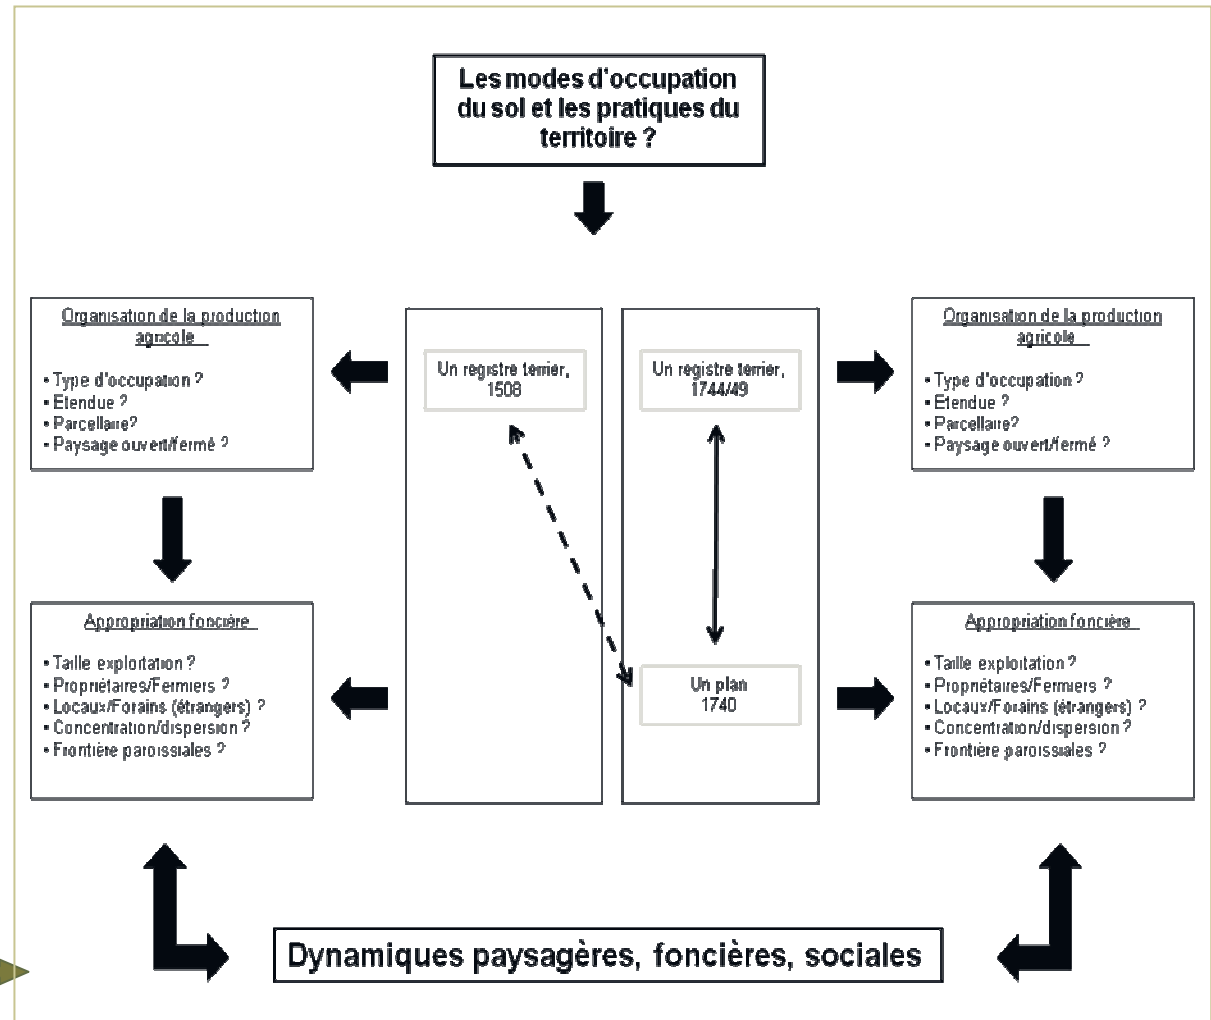 Les modes d'occupation
du sol et les pratiques du
territoire ?
Organisation de la production
agricole
▪ Type d'occupation ?
▪ Etendue ?
▪ Parcellaire?
▪ Paysage ouvert/fermé ?
Un registre terrier,
1508
Un registre terrier,
1744/49
Organisation de la production
agricole
▪ Type d'occupation ?
▪ Etendue ?
▪ Parcellaire?
▪ Paysage ouvert/fermé ?
Appropriation foncière
▪ Taille exploitation ?
▪ Propriétaires/Fermiers ?
▪ Locaux/Forains (étrangers) ?
▪ Concentration/dispersion ?
▪ Frontière paroissiales ?
Un plan
1740
Appropriation foncière
▪ Taille exploitation ?
▪ Propriétaires/Fermiers ?
▪ Locaux/Forains (étrangers) ?
▪ Concentration/dispersion ?
▪ Frontière paroissiales ?
Dynamiques paysagères, foncières, sociales